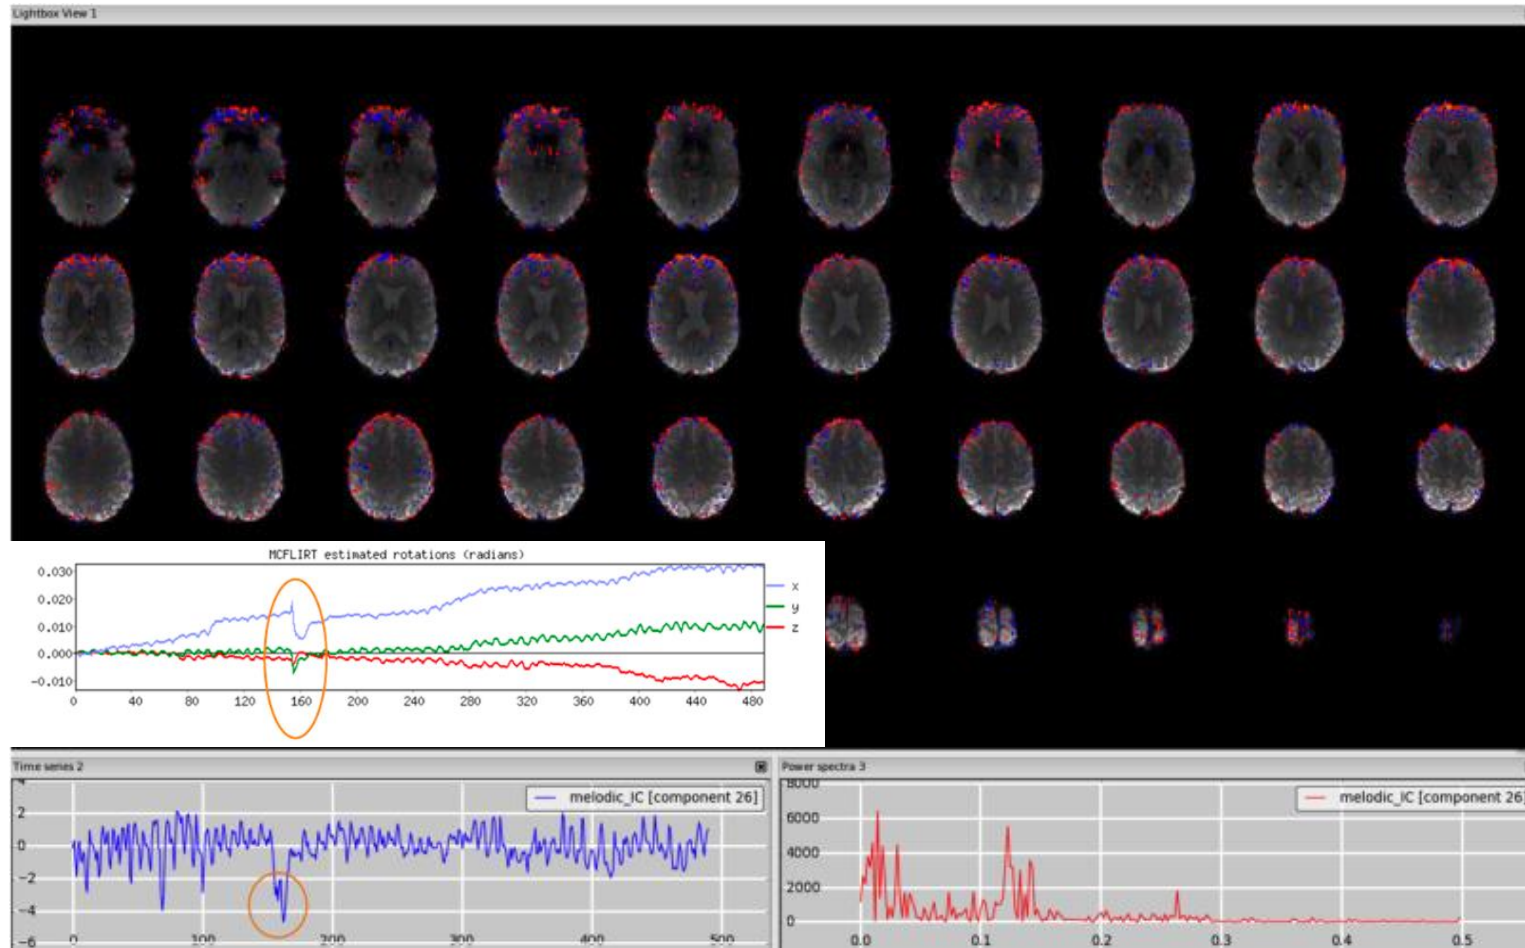 Lightbox View 1
MCFLIRT estimated rotations (radians)
0.030
0.020
0.010
0.000
-0.010
x
y
z
0 40 80 120 160 200 240 280 320 360 400 440 480
Time series 2
Power spectra 3
4
2
0
-2
-4
-6
melodic_IC [component 26]
0 100 200 300 400 500
8000
6000
4000
2000
0
melodic_IC [component 26]
0.0 0.1 0.2 0.3 0.4 0.5